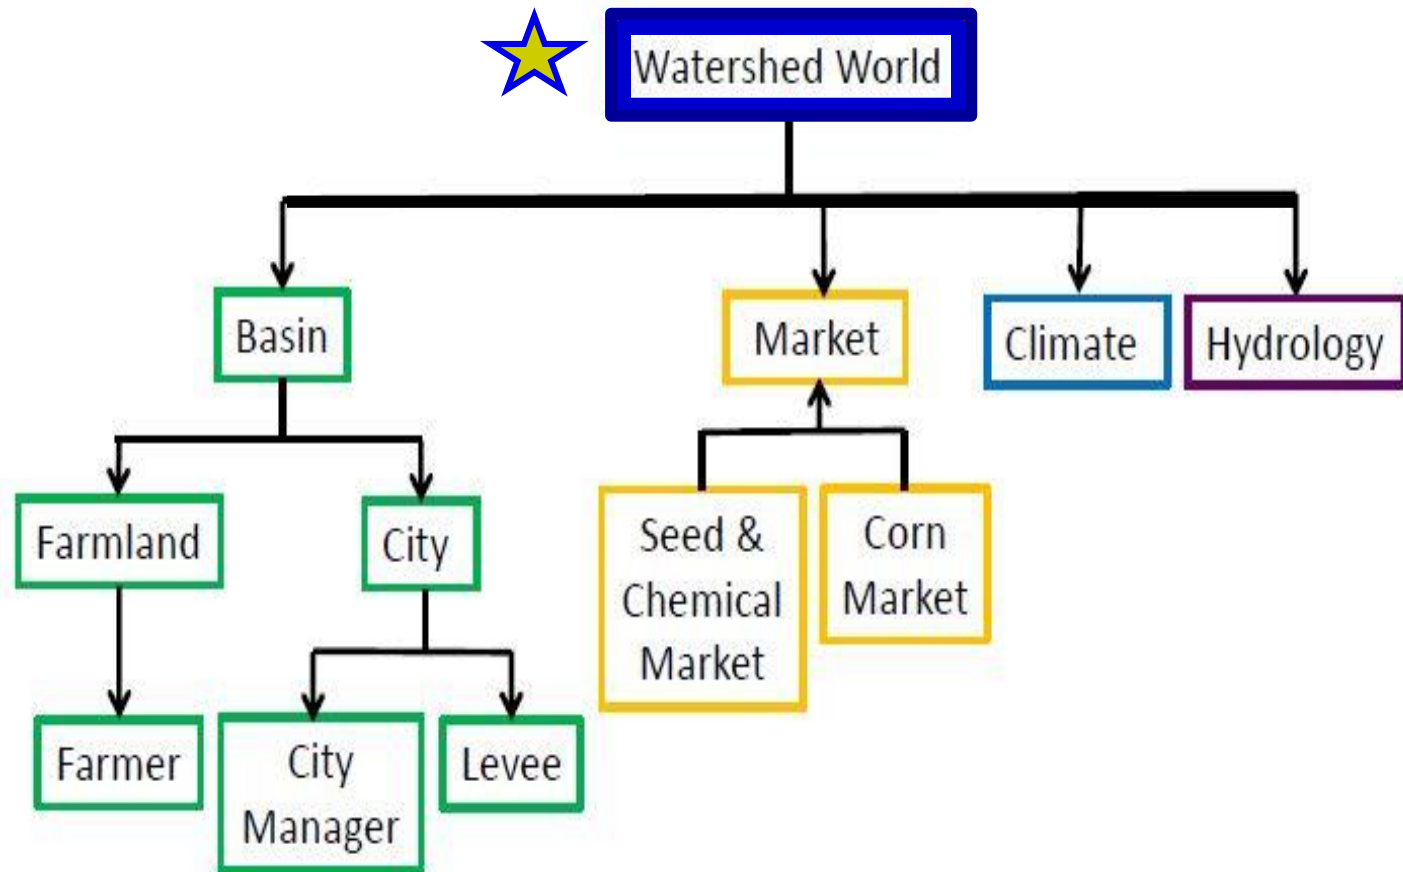 Watershed World
Basin
Market
Climate
Hydrology
Farmland
City
Seed &
Chemical
Market
Corn
Market
Farmer
City
Manager
Levee